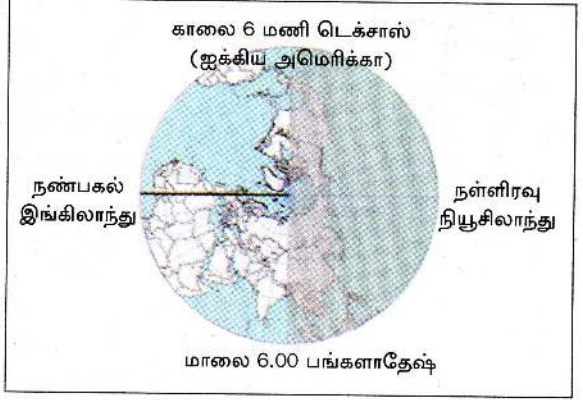 காலை 6 மணி டெக்சாஸ்
(ஐக்கிய அமெரிக்கா)
நண்பகல்
இங்கிலாந்து
நள்ளிரவு
நியூசிலாந்து
மாலை 6.00 பங்களாதேஷ்